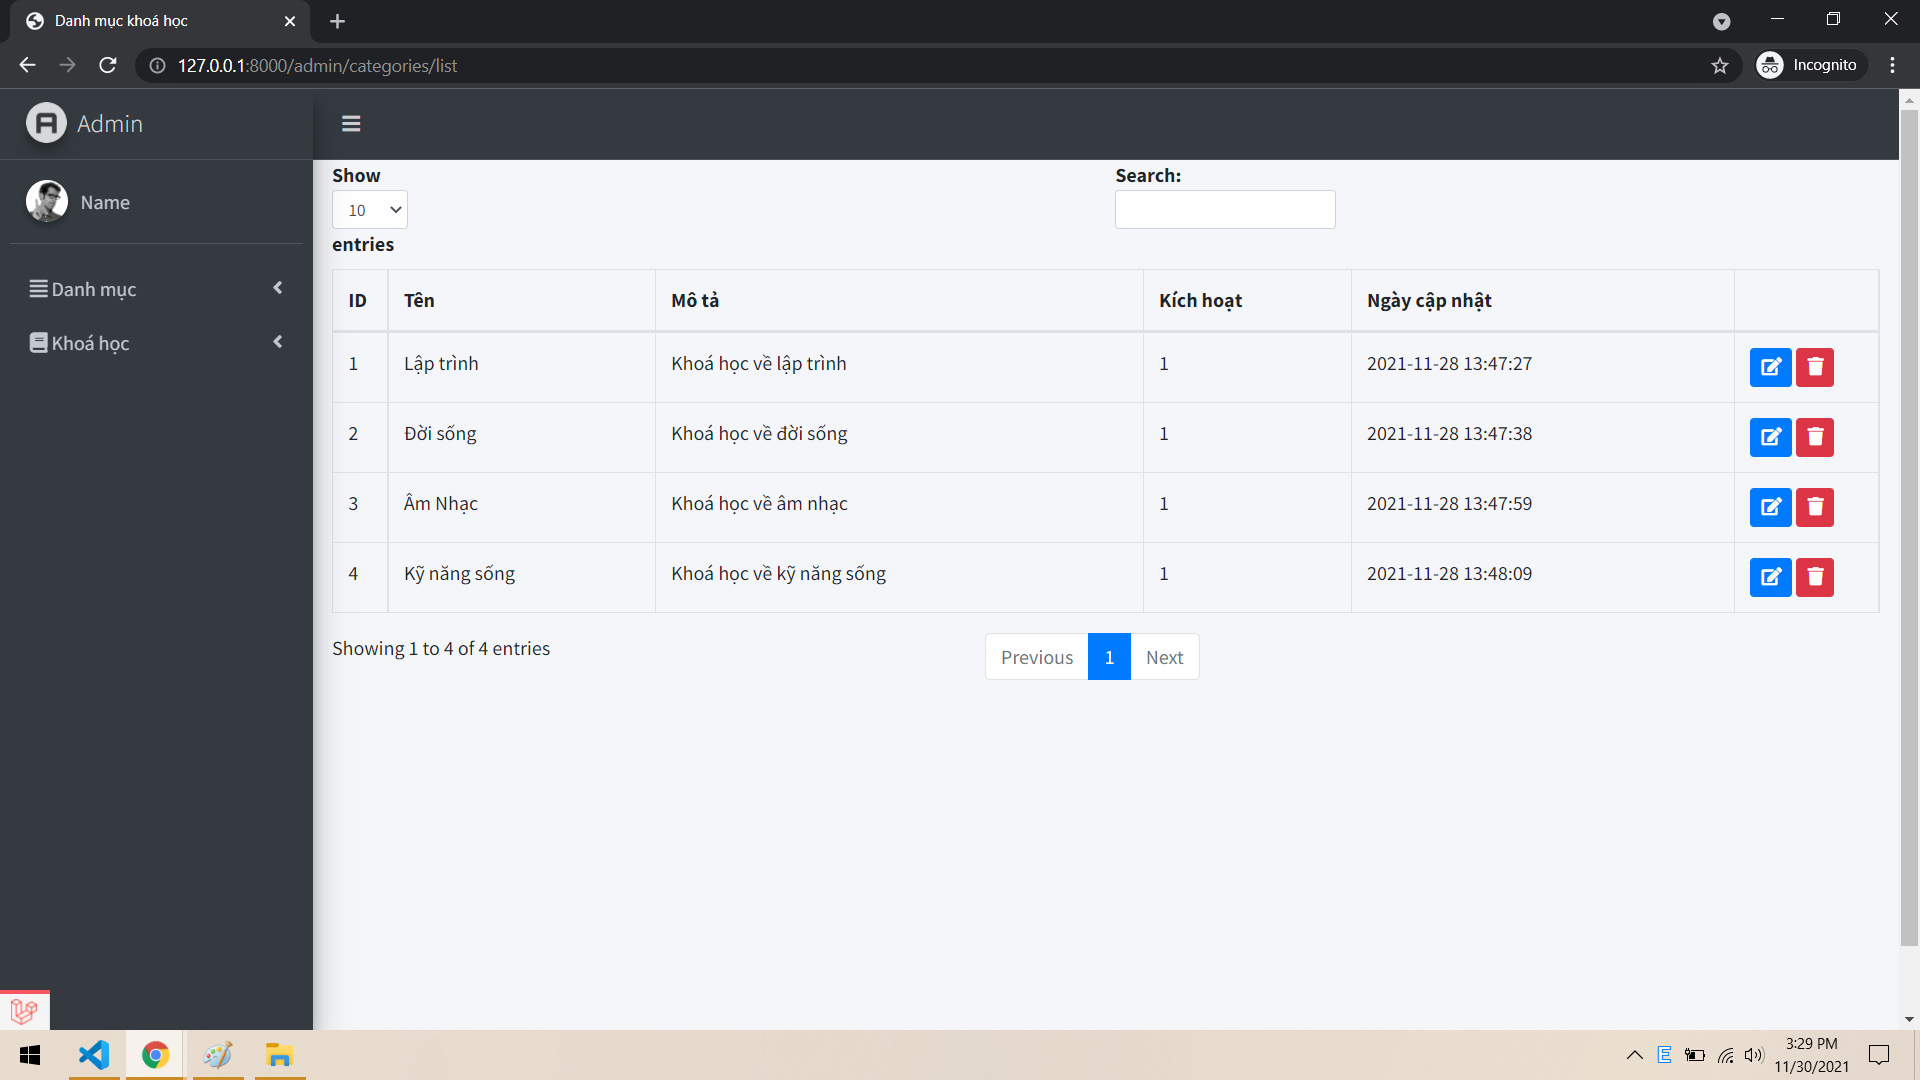 Danh mục khoá học
127.0.0.1:8000/admin/categories/list
Incognito
Admin
Name
Danh mục
Khoá học
Show
10
entries
Search:
ID Tên Mô tả Kích hoạt Ngày cập nhật
1 Lập trình Khoá học về lập trình 1 2021-11-28 13:47:27
2 Đời sống Khoá học về đời sống 1 2021-11-28 13:47:38
3 Âm Nhạc Khoá học về âm nhạc 1 2021-11-28 13:47:59
4 Kỹ năng sống Khoá học về kỹ năng sống 1 2021-11-28 13:48:09
Showing 1 to 4 of 4 entries
Previous 1 Next
E
3:29 PM
11/30/2021